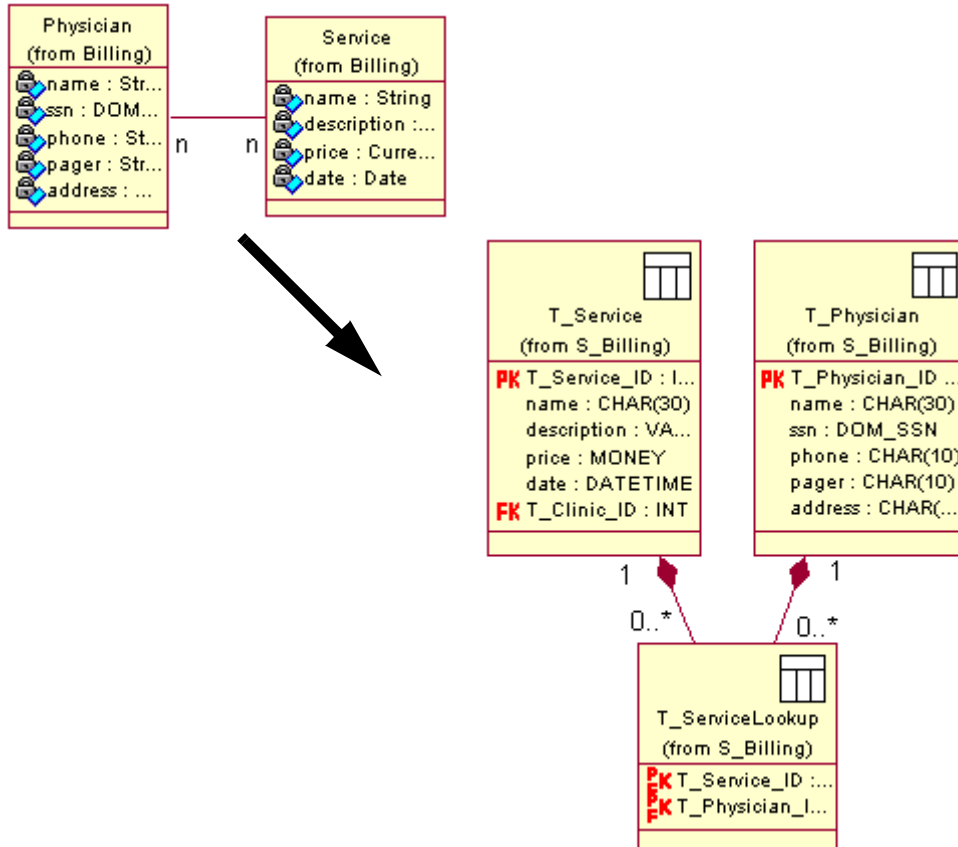 Physician
(from Billing)
name : Str...
ssn : DOM...
phone : St...
pager : Str...
address : ...
n
n
Service
(from Billing)
name : String
description :...
price : Curre...
date : Date
T_Service
(from S_Billing)
PK T_Service_ID : I...
name : CHAR(30)
description : VA...
price : MONEY
date : DATETIME
FK T_Clinic_ID : INT
T_Physician
(from S_Billing)
PK T_Physician_ID ...
name : CHAR(30)
ssn : DOM_SSN
phone : CHAR(10)
pager : CHAR(10)
address : CHAR(...
1
1
0..*
0..*
T_ServiceLookup
(from S_Billing)
PFK T_Service_ID :...
PFK T_Physician_I...